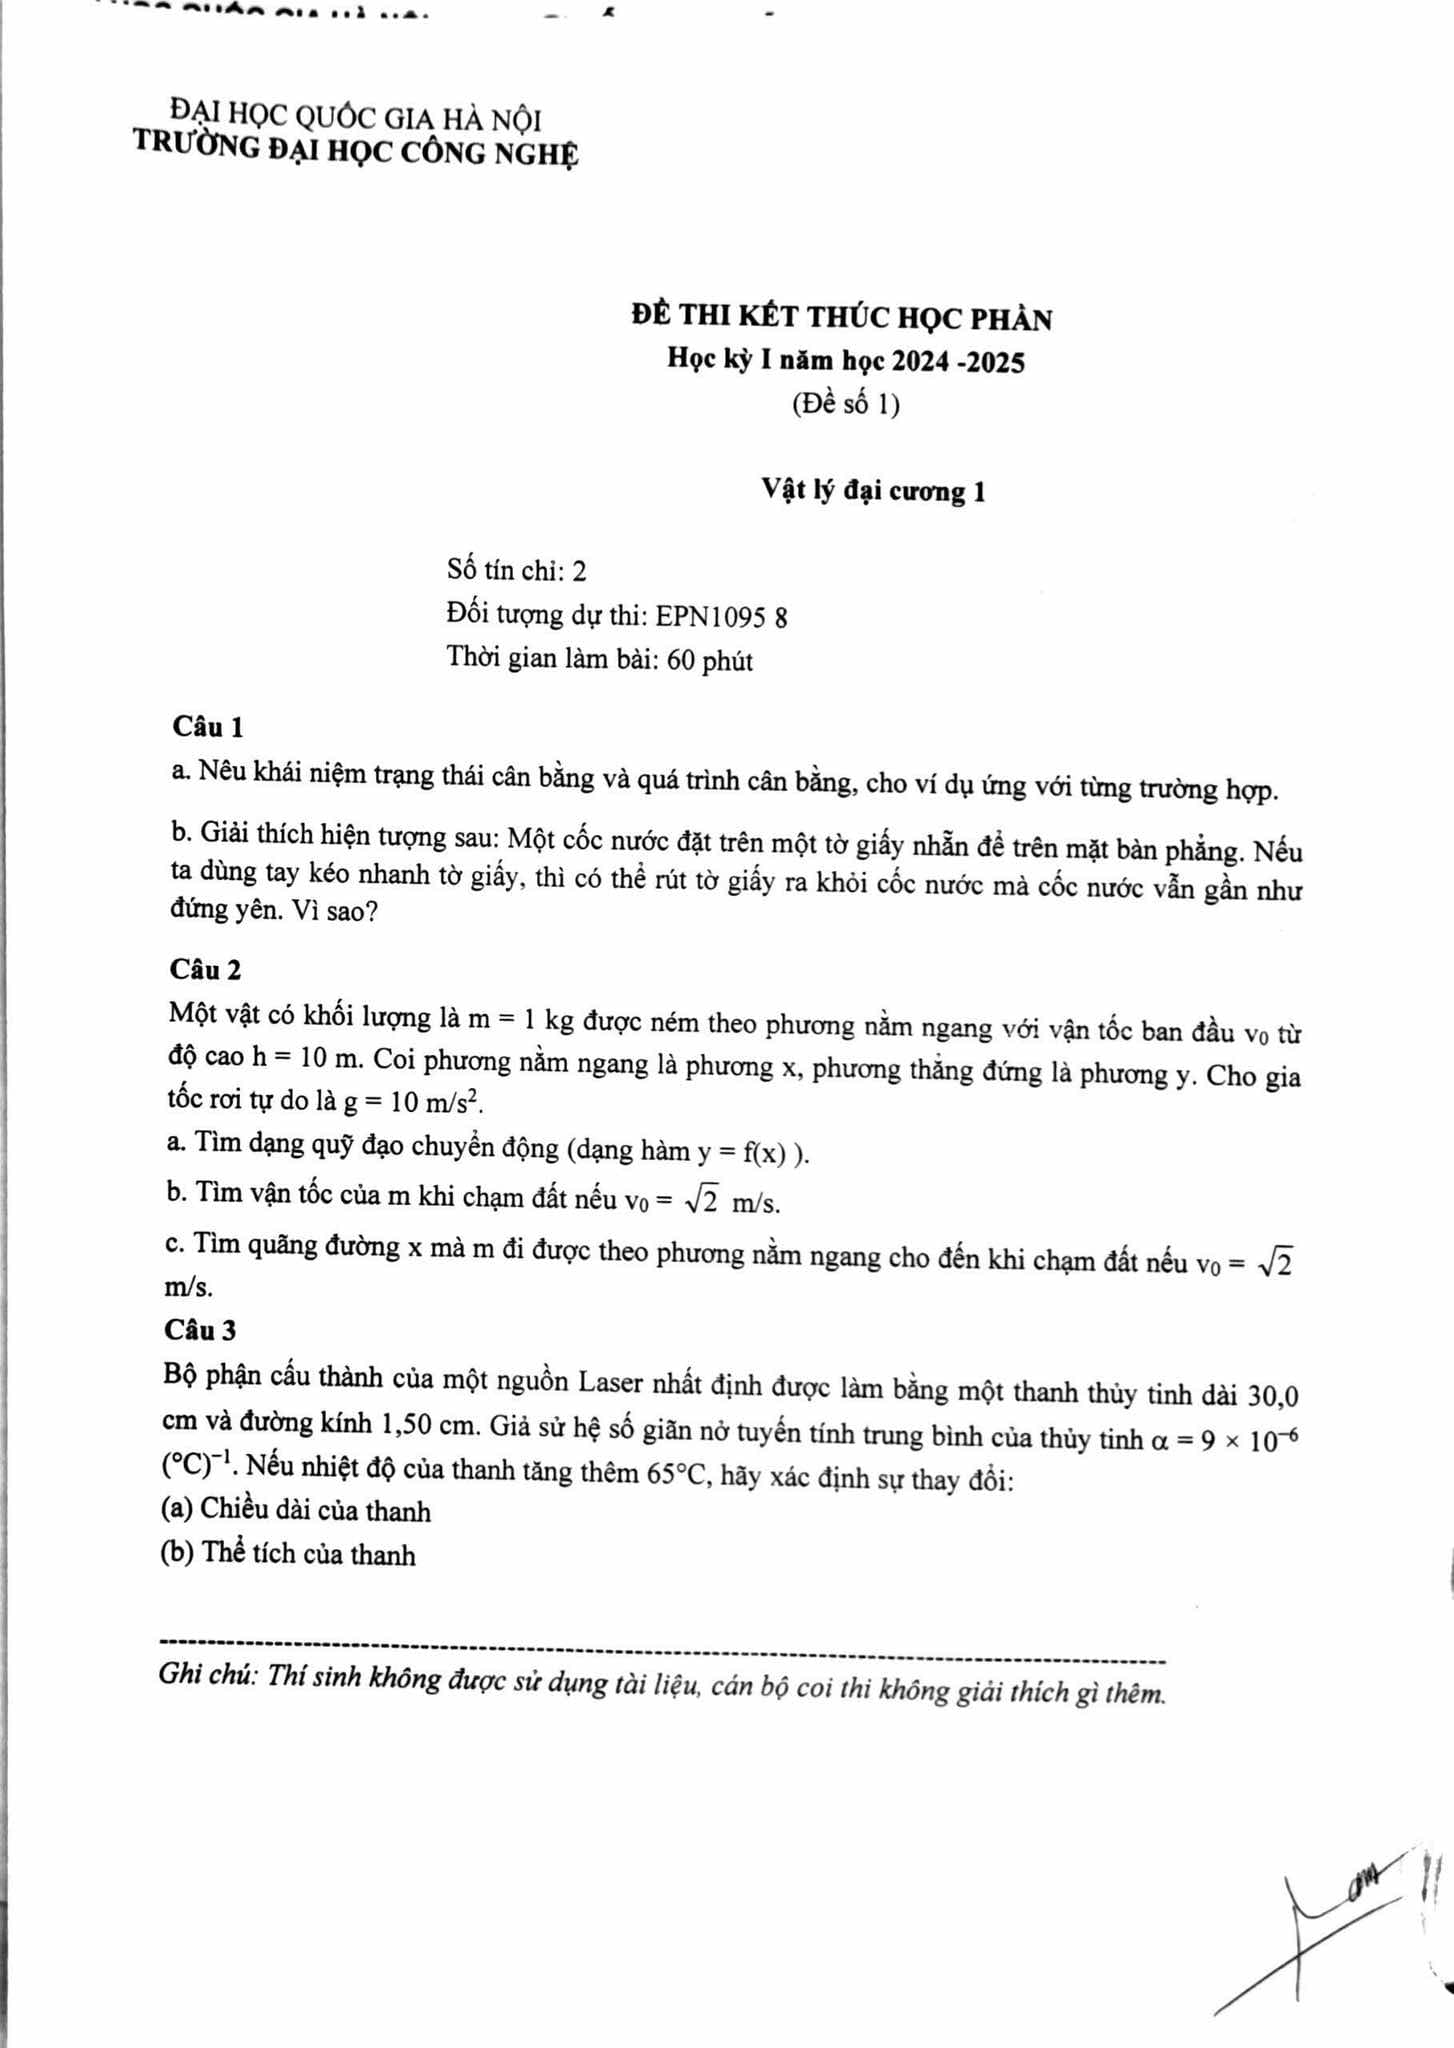 ĐẠI HỌC QUỐC GIA HÀ NỘI
TRƯỜNG ĐẠI HỌC CÔNG NGHỆ
ĐỀ THI KẾT THÚC HỌC PHẦN
Học kỳ I năm học 2024 -2025
(Đề số 1)
Vật lý đại cương 1
Số tín chỉ: 2
Đối tượng dự thi: EPN1095 8
Thời gian làm bài: 60 phút
Câu 1
a. Nêu khái niệm trạng thái cân bằng và quá trình cân bằng, cho ví dụ ứng với từng trường hợp.
b. Giải thích hiện tượng sau: Một cốc nước đặt trên một tờ giấy nhẵn để trên mặt bàn phẳng. Nếu
ta dùng tay kéo nhanh tờ giấy, thì có thể rút tờ giấy ra khỏi cốc nước mà cốc nước vẫn gần như
đứng yên. Vì sao?
Câu 2
Một vật có khối lượng là m = 1 kg được ném theo phương nằm ngang với vận tốc ban đầu v₀ từ
độ cao h = 10 m. Coi phương nằm ngang là phương x, phương thẳng đứng là phương y. Cho gia
tốc rơi tự do là g = 10 m/s².
a. Tìm dạng quỹ đạo chuyển động (dạng hàm y = f(x) ).
b. Tìm vận tốc của m khi chạm đất nếu v₀ = √2 m/s.
c. Tìm quãng đường x mà m đi được theo phương nằm ngang cho đến khi chạm đất nếu v₀ = √2
m/s.
Câu 3
Bộ phận cấu thành của một nguồn Laser nhất định được làm bằng một thanh thủy tinh dài 30,0
cm và đường kính 1,50 cm. Giả sử hệ số giãn nở tuyến tính trung bình của thủy tinh α = 9 × 10⁻⁶
(°C)⁻¹. Nếu nhiệt độ của thanh tăng thêm 65°C, hãy xác định sự thay đổi:
(a) Chiều dài của thanh
(b) Thể tích của thanh
Ghi chú: Thí sinh không được sử dụng tài liệu, cán bộ coi thi không giải thích gì thêm.